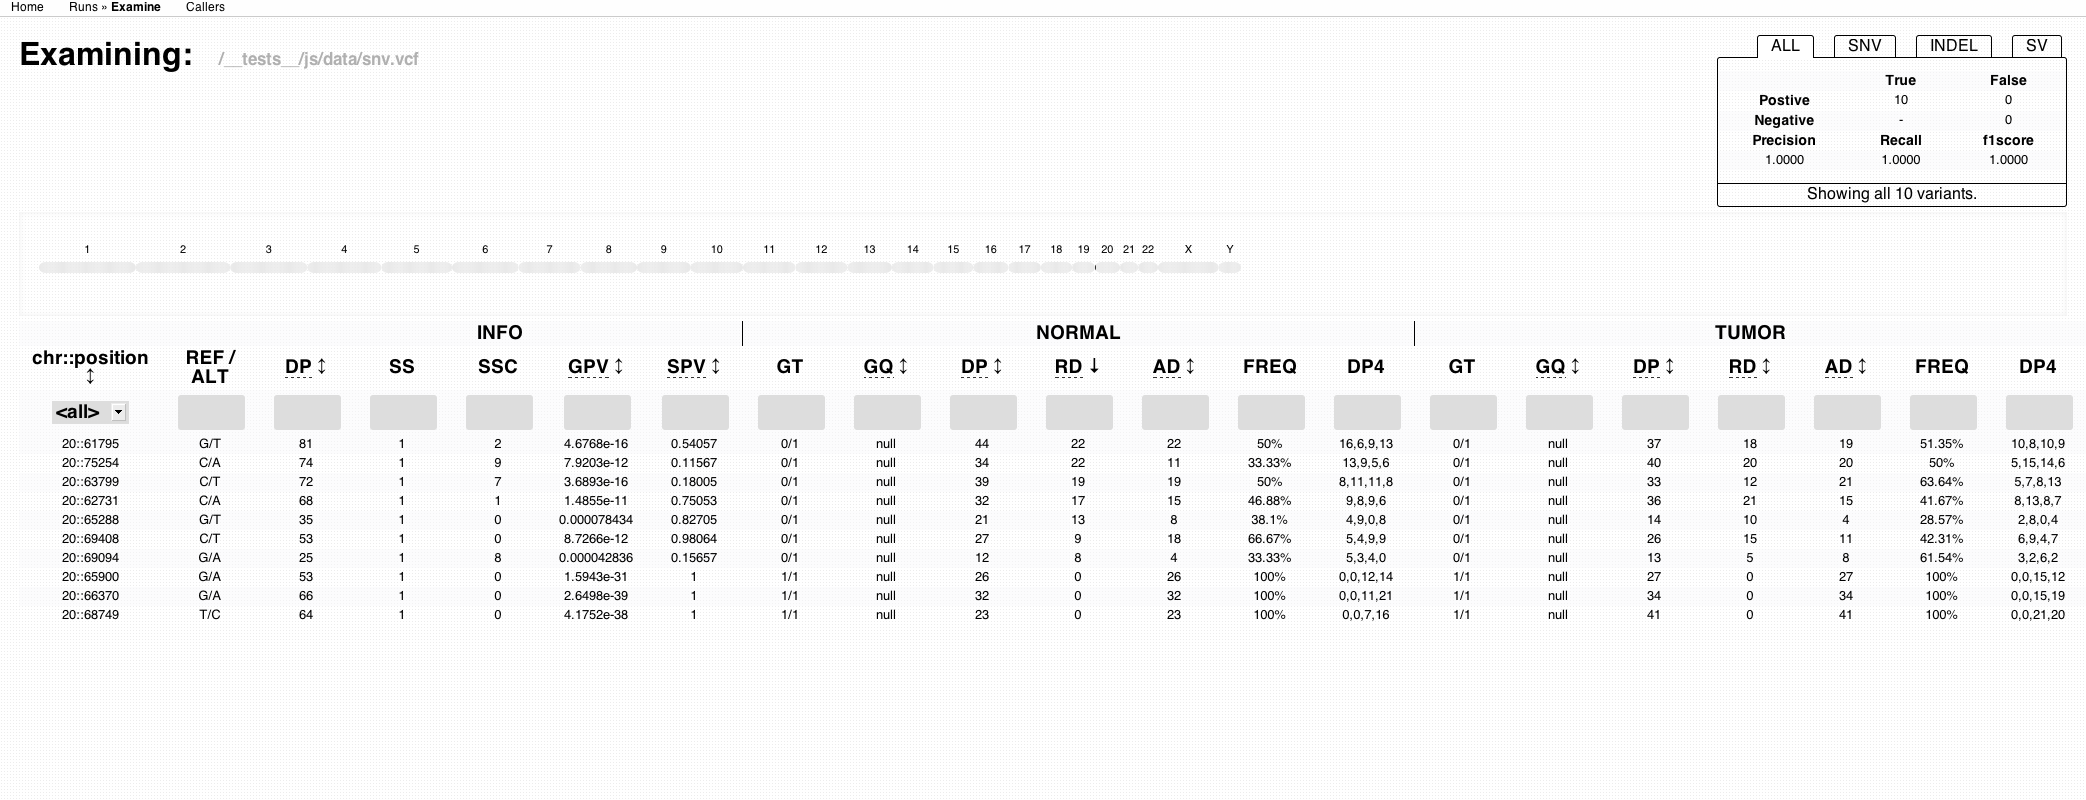 Home Runs » Examine Callers
Examining: /__tests__/js/data/snv.vcf
ALL SNV INDEL SV
True False
Postive 10 0
Negative - 0
Precision Recall f1score
1.0000 1.0000 1.0000
Showing all 10 variants.
1 2 3 4 5 6 7 8 9 10 11 12 13 14 15 16 17 18 19 20 21 22 X Y
INFO NORMAL TUMOR
chr::position ↕ REF / ALT DP ↕ SS SSC GPV ↕ SPV ↕ GT GQ ↕ DP ↕ RD ↓ AD ↕ FREQ DP4 GT GQ ↕ DP ↕ RD ↕ AD ↕ FREQ DP4
<all>
20::61795 G/T 81 1 2 4.6768e-16 0.54057 0/1 null 44 22 22 50% 16,6,9,13 0/1 null 37 18 19 51.35% 10,8,10,9
20::75254 C/A 74 1 9 7.9203e-12 0.11567 0/1 null 34 22 11 33.33% 13,9,5,6 0/1 null 40 20 20 50% 5,15,14,6
20::63799 C/T 72 1 7 3.6893e-16 0.18005 0/1 null 39 19 19 50% 8,11,11,8 0/1 null 33 12 21 63.64% 5,7,8,13
20::62731 C/A 68 1 1 1.4855e-11 0.75053 0/1 null 32 17 15 46.88% 9,8,9,6 0/1 null 36 21 15 41.67% 8,13,8,7
20::65288 G/T 35 1 0 0.000078434 0.82705 0/1 null 21 13 8 38.1% 4,9,0,8 0/1 null 14 10 4 28.57% 2,8,0,4
20::69408 C/T 53 1 0 8.7266e-12 0.98064 0/1 null 27 9 18 66.67% 5,4,9,9 0/1 null 26 15 11 42.31% 6,9,4,7
20::69094 G/A 25 1 8 0.000042836 0.15657 0/1 null 12 8 4 33.33% 5,3,4,0 0/1 null 13 5 8 61.54% 3,2,6,2
20::65900 G/A 53 1 0 1.5943e-31 1 1/1 null 26 0 26 100% 0,0,12,14 1/1 null 27 0 27 100% 0,0,15,12
20::66370 G/A 66 1 0 2.6498e-39 1 1/1 null 32 0 32 100% 0,0,11,21 1/1 null 34 0 34 100% 0,0,15,19
20::68749 T/C 64 1 0 4.1752e-38 1 1/1 null 23 0 23 100% 0,0,7,16 1/1 null 41 0 41 100% 0,0,21,20